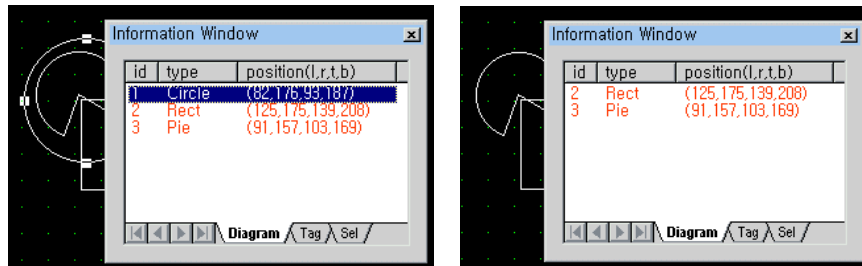 Information Window
id type position(l,r,t,b)
1 Circle (82,176,93,187)
2 Rect (125,175,139,208)
3 Pie (91,157,103,169)
Diagram Tag Sel
Information Window
id type position(l,r,t,b)
2 Rect (125,175,139,208)
3 Pie (91,157,103,169)
Diagram Tag Sel